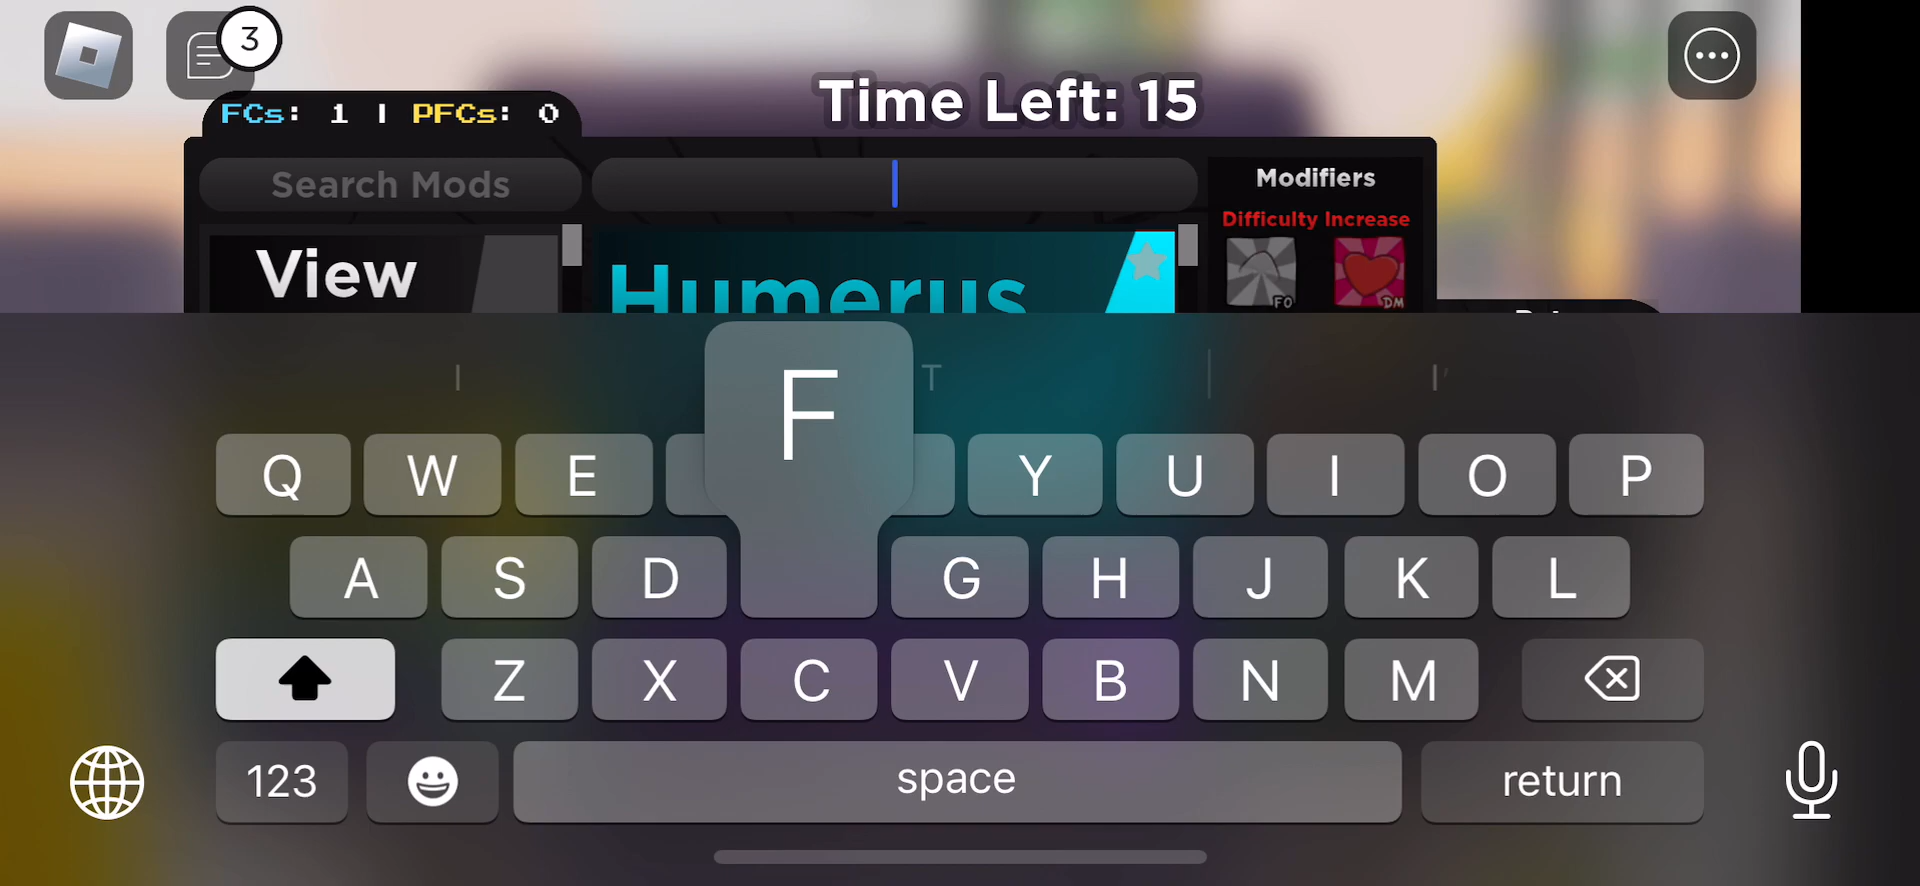 3
Time Left: 15
FCs: 1 | PFCs: 0
Search Mods
Modifiers
Difficulty Increase
View
Humerus
FO
DM
I
T
I'
F
Q W E Y U I O P
A S D G H J K L
Z X C V B N M
123
space
return